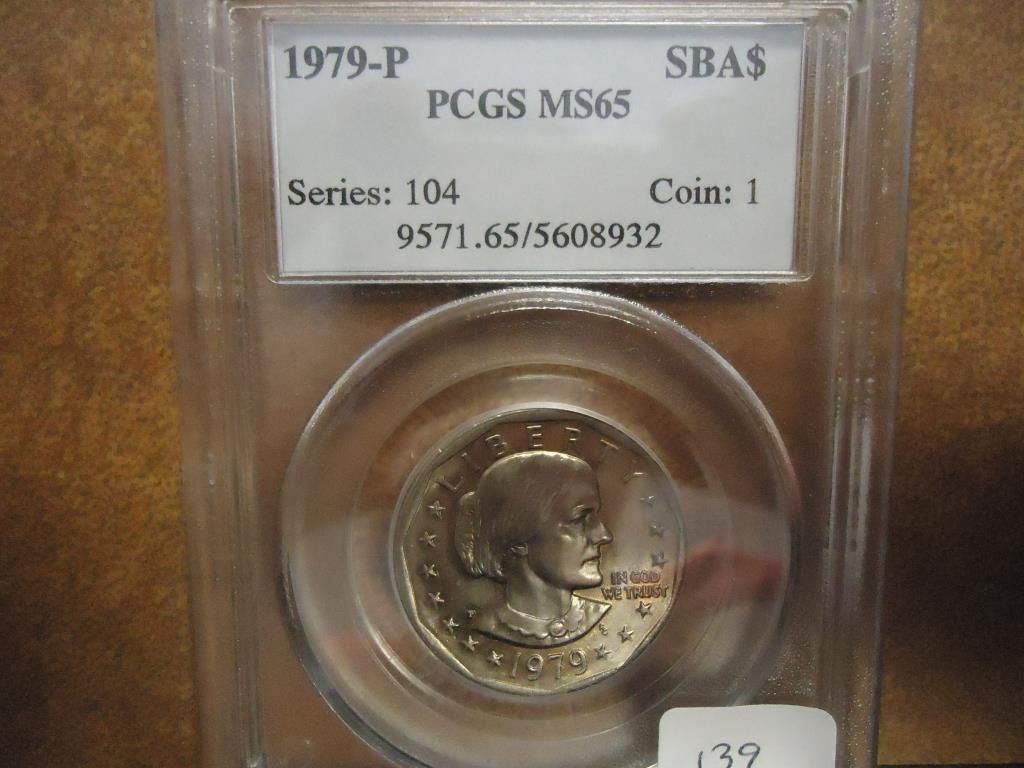 1979-P SBA$
PCGS MS65
Series: 104 Coin: 1
9571.65/5608932
LIBERTY
IN GOD
WE TRUST
P
1979
139